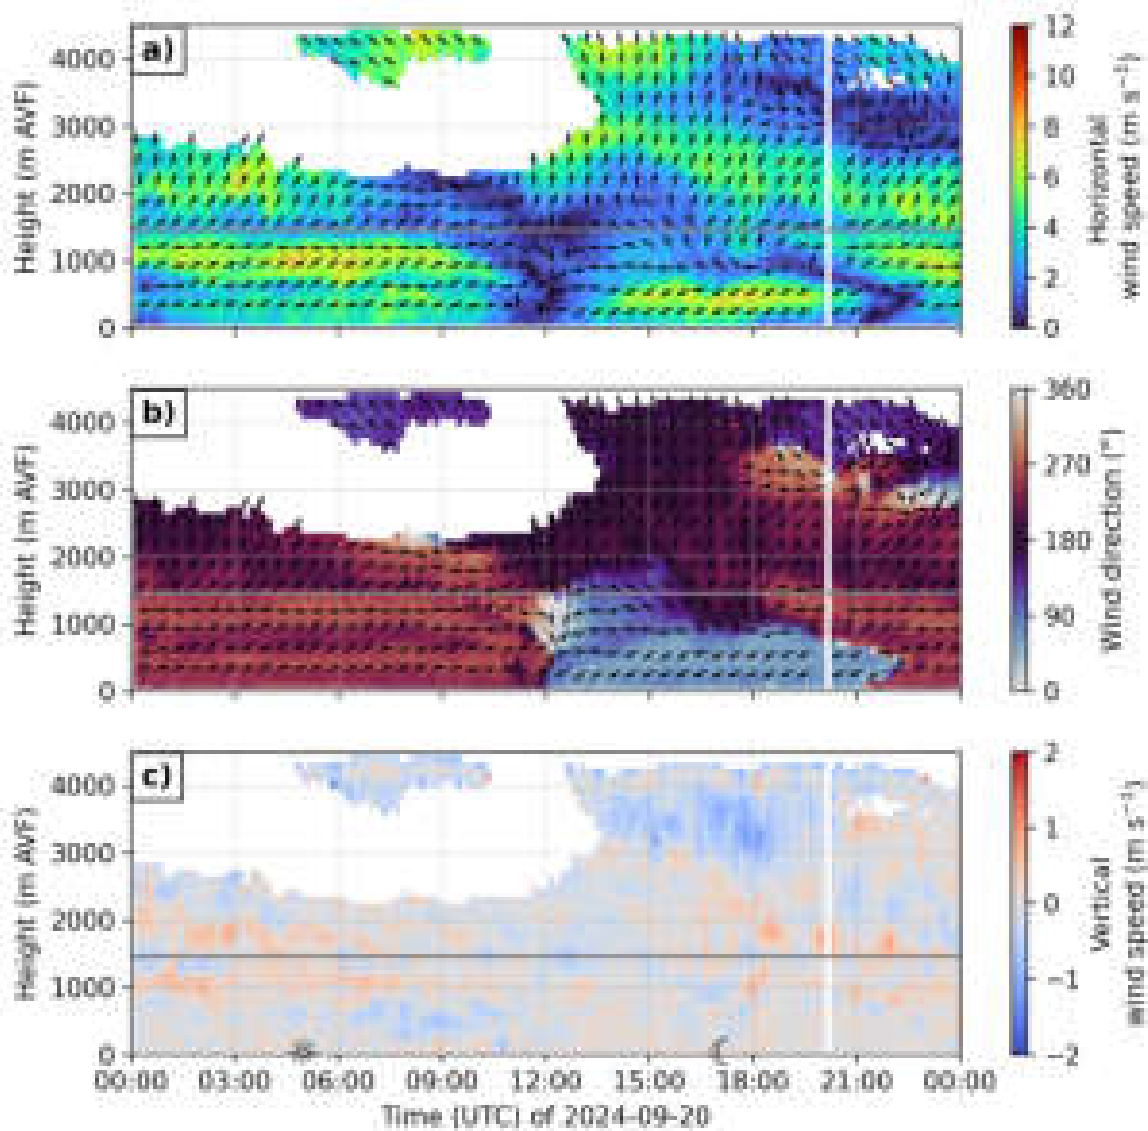 a)
4000
3000
2000
1000
0
Height (m AVF)
12
10
8
6
4
2
0
Horizontal
wind speed (m s⁻¹)
b)
4000
3000
2000
1000
0
Height (m AVF)
360
270
180
90
0
Wind direction (°)
c)
4000
3000
2000
1000
0
Height (m AVF)
2
1
0
−1
−2
Vertical
wind speed (m s⁻¹)
00:00 03:00 06:00 09:00 12:00 15:00 18:00 21:00 00:00
Time (UTC) of 2024-09-20